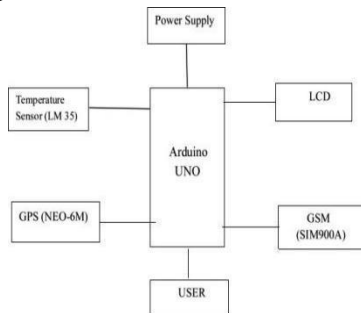 Power Supply
Temperature
Sensor (LM 35)
LCD
Arduino
UNO
GPS (NEO-6M)
GSM
(SIM900A)
USER